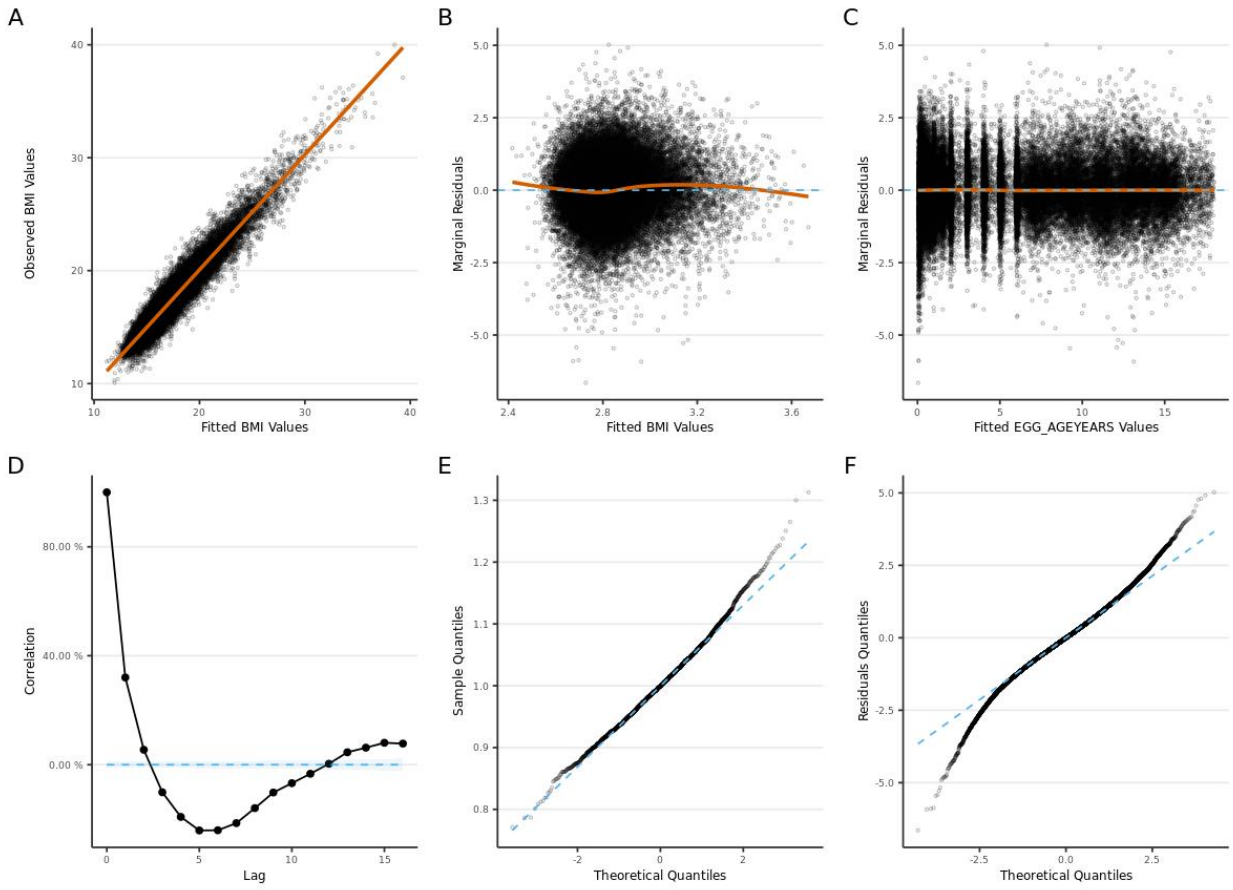 A
40
30
20
10
Observed BMI Values
10
20
30
40
Fitted BMI Values
B
5.0
2.5
0.0
-2.5
-5.0
Marginal Residuals
2.4
2.8
3.2
3.6
Fitted BMI Values
C
5.0
2.5
0.0
-2.5
-5.0
Marginal Residuals
0
5
10
15
Fitted EGG_AGEYEARS Values
D
80.00 %
40.00 %
0.00 %
Correlation
0
5
10
15
Lag
E
1.3
1.2
1.1
1.0
0.9
0.8
Sample Quantiles
-2
0
2
Theoretical Quantiles
F
5.0
2.5
0.0
-2.5
-5.0
Residuals Quantiles
-2.5
0.0
2.5
Theoretical Quantiles